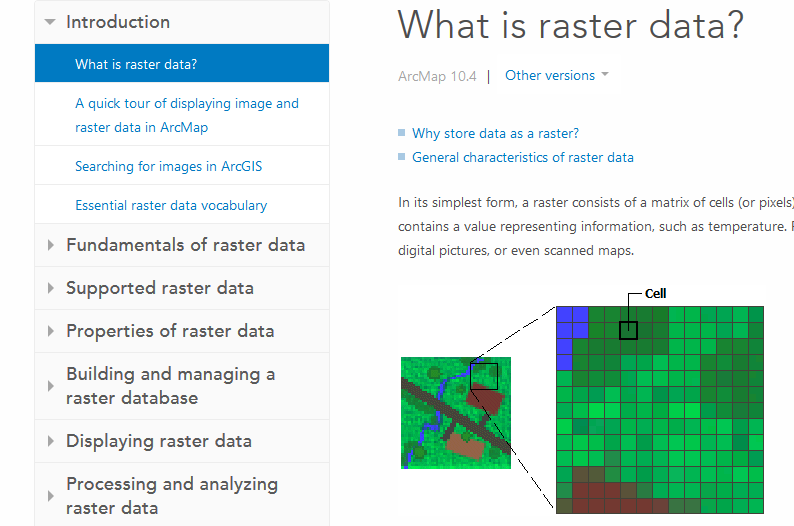 Introduction
What is raster data?
A quick tour of displaying image and
raster data in ArcMap
Searching for images in ArcGIS
Essential raster data vocabulary
Fundamentals of raster data
Supported raster data
Properties of raster data
Building and managing a
raster database
Displaying raster data
Processing and analyzing
raster data
What is raster data?
ArcMap 10.4 | Other versions
Why store data as a raster?
General characteristics of raster data
In its simplest form, a raster consists of a matrix of cells (or pixels)
contains a value representing information, such as temperature.
digital pictures, or even scanned maps.
Cell